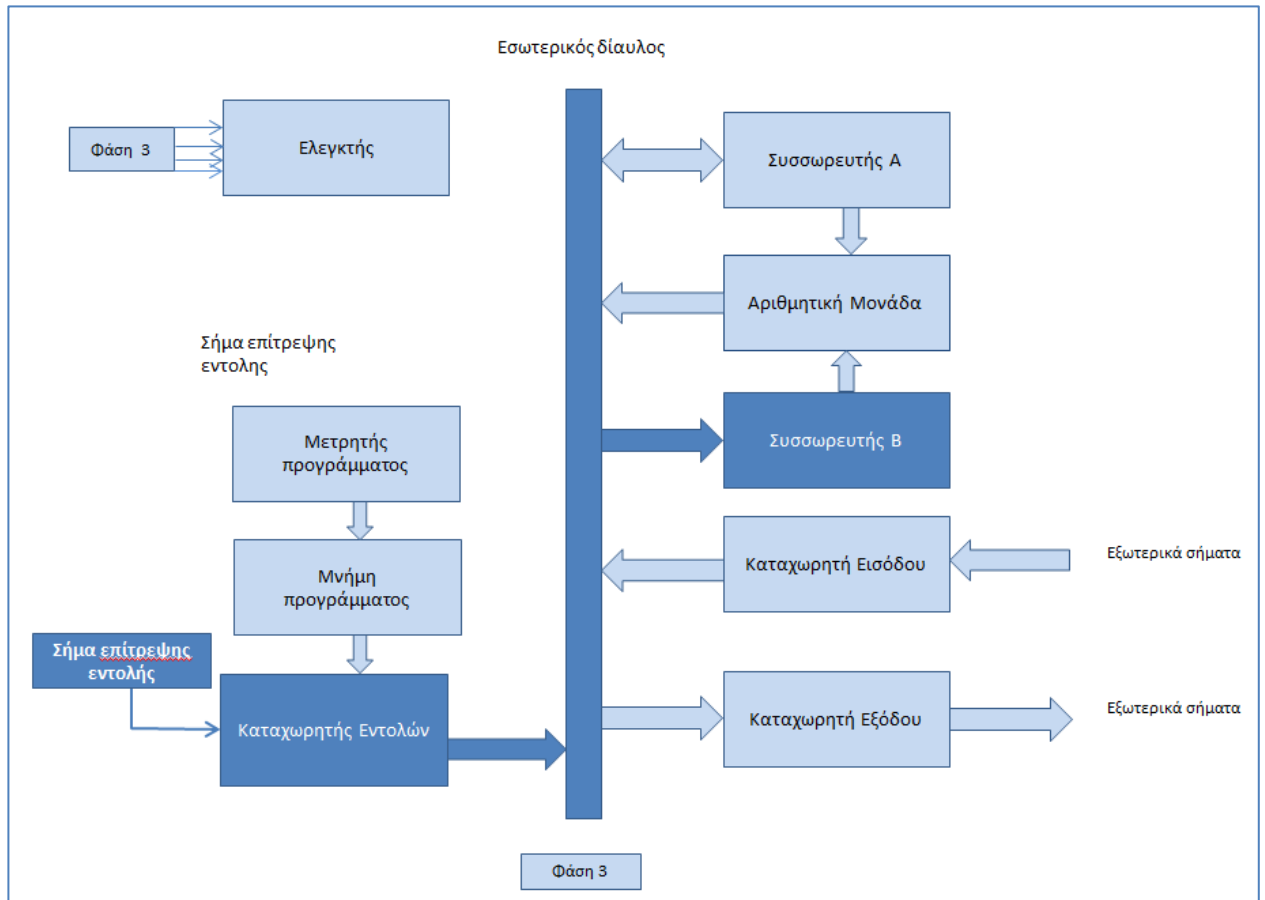 Εσωτερικός δίαυλος
Φάση 3
Ελεγκτής
Συσσωρευτής Α
Αριθμητική Μονάδα
Σήμα επίτρεψης
εντολης
Μετρητής
προγράμματος
Συσσωρευτής Β
Μνήμη
προγράμματος
Καταχωρητή Εισόδου
Εξωτερικά σήματα
Σήμα επίτρεψης
εντολής
Καταχωρητής Εντολών
Καταχωρητή Εξόδου
Εξωτερικά σήματα
Φάση 3